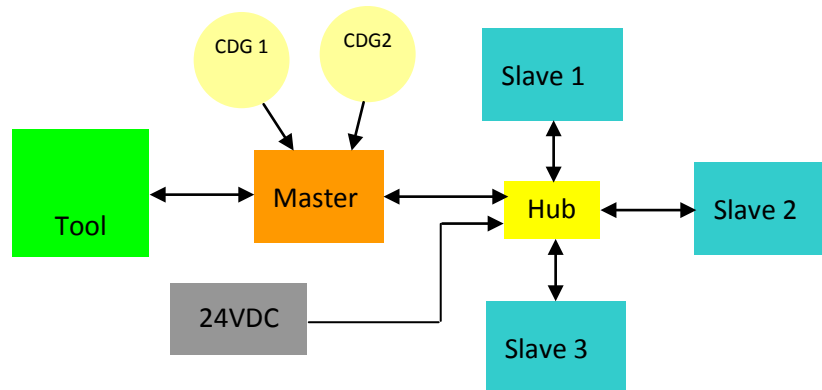 CDG 1
CDG2
Slave 1
Tool
Master
Hub
Slave 2
24VDC
Slave 3